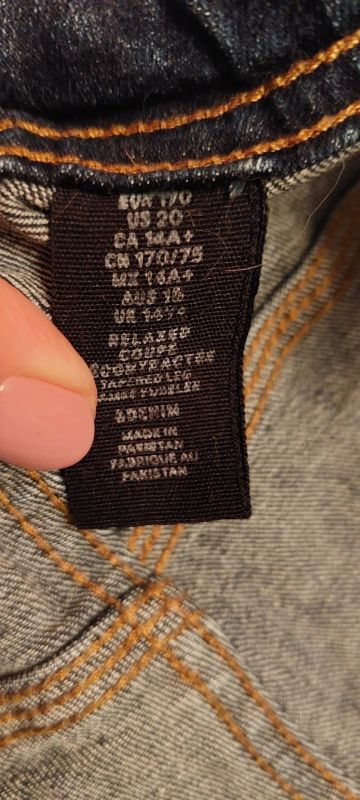 EUR 170
US 20
CA 14A+
CN 170/75
MX 14A+
AUS 16
UK 14Y+
RELAXED
COUPE
DECONTRACTEE
TAPERED LEG
JAMBE FUSELEE
&DENIM
MADE IN
PAKISTAN
FABRIQUE AU
PAKISTAN